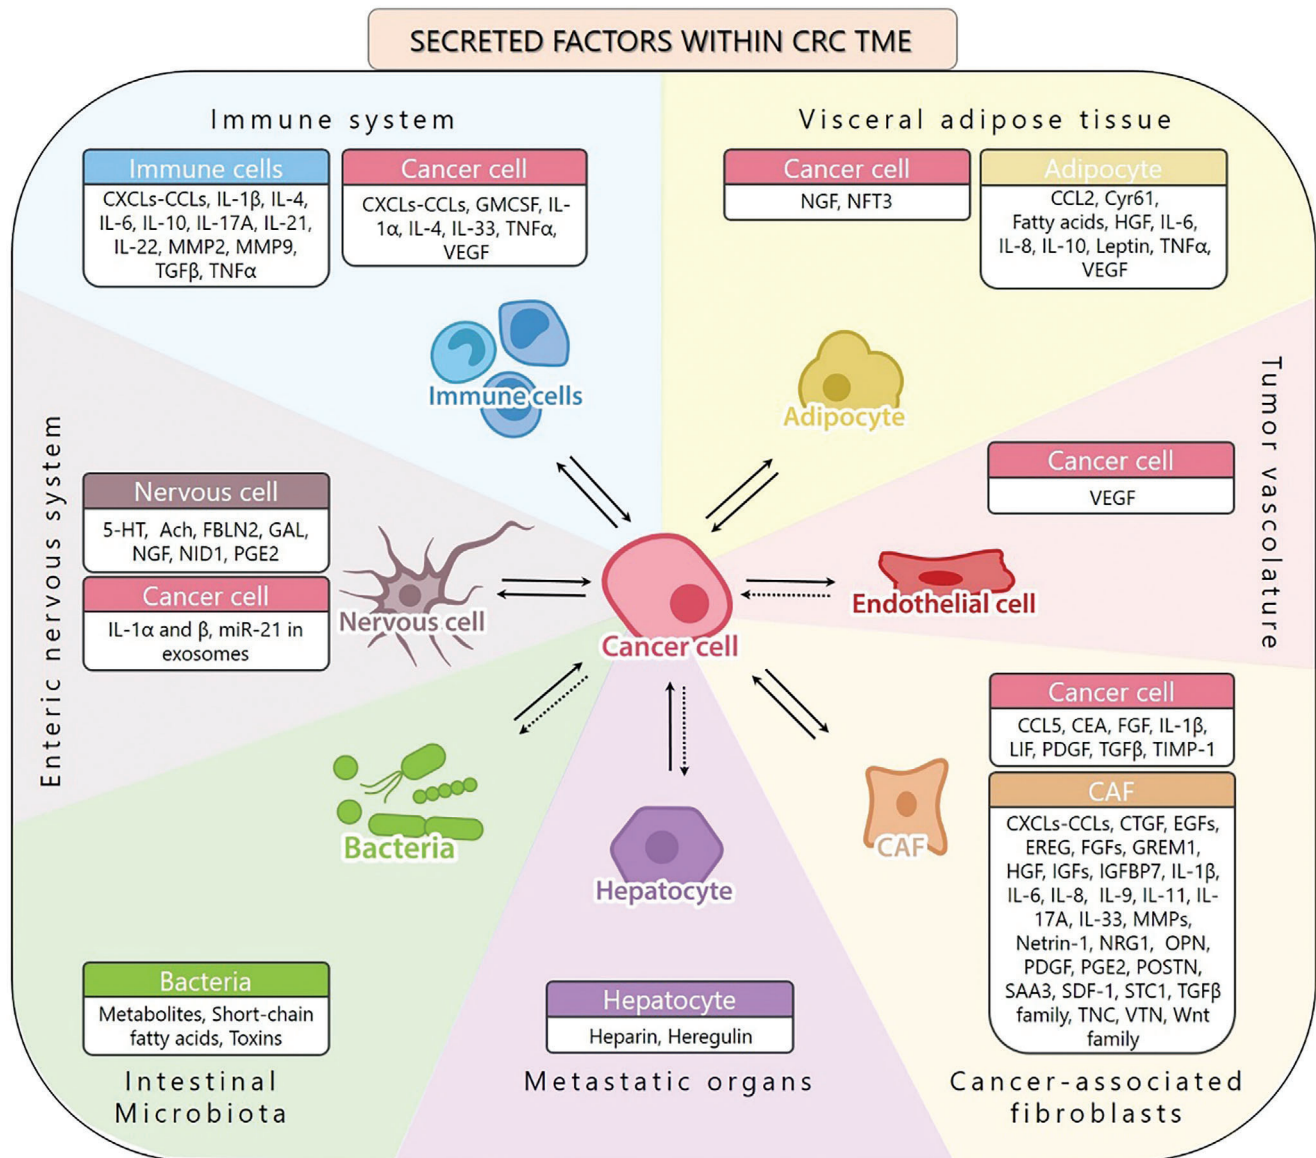 SECRETED FACTORS WITHIN CRC TME
Immune system
Immune cells
CXCLs-CCLs, IL-1β, IL-4,
IL-6, IL-10, IL-17A, IL-21,
IL-22, MMP2, MMP9,
TGFβ, TNFα
Cancer cell
CXCLs-CCLs, GMCSF, IL-
1α, IL-4, IL-33, TNFα,
VEGF
Immune cells
Visceral adipose tissue
Cancer cell
NGF, NFT3
Adipocyte
CCL2, Cyr61,
Fatty acids, HGF, IL-6,
IL-8, IL-10, Leptin, TNFα,
VEGF
Adipocyte
Tumor vascolature
Cancer cell
VEGF
Endothelial cell
Enteric nervous system
Nervous cell
5-HT, Ach, FBLN2, GAL,
NGF, NID1, PGE2
Cancer cell
IL-1α and β, miR-21 in
exosomes
Nervous cell
Cancer cell
Cancer cell
CCL5, CEA, FGF, IL-1β,
LIF, PDGF, TGFβ, TIMP-1
CAF
CXCLs-CCLs, CTGF, EGFs,
EREG, FGFs, GREM1,
HGF, IGFs, IGFBP7, IL-1β,
IL-6, IL-8, IL-9, IL-11, IL-
17A, IL-33, MMPs,
Netrin-1, NRG1, OPN,
PDGF, PGE2, POSTN,
SAA3, SDF-1, STC1, TGFβ
family, TNC, VTN, Wnt
family
CAF
Cancer-associated
fibroblasts
Bacteria
Bacteria
Metabolites, Short-chain
fatty acids, Toxins
Intestinal
Microbiota
Hepatocyte
Hepatocyte
Heparin, Heregulin
Metastatic organs